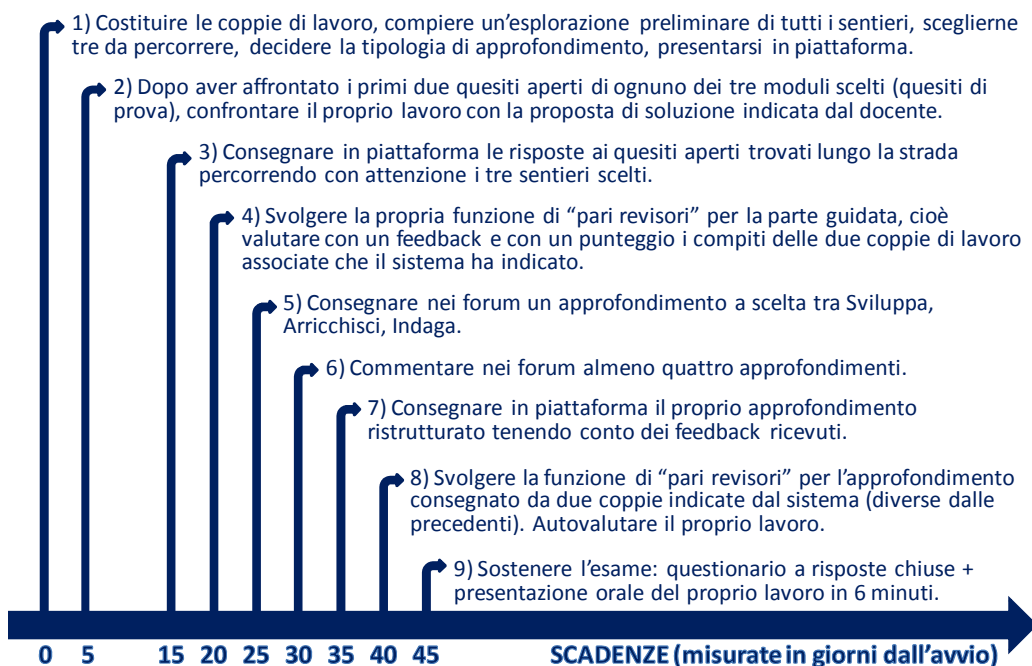 1) Costituire le coppie di lavoro, compiere un'esplorazione preliminare di tutti i sentieri, sceglierne
tre da percorrere, decidere la tipologia di approfondimento, presentarsi in piattaforma.
2) Dopo aver affrontato i primi due quesiti aperti di ognuno dei tre moduli scelti (quesiti di
prova), confrontare il proprio lavoro con la proposta di soluzione indicata dal docente.
3) Consegnare in piattaforma le risposte ai quesiti aperti trovati lungo la strada
percorrendo con attenzione i tre sentieri scelti.
4) Svolgere la propria funzione di “pari revisori” per la parte guidata, cioè
valutare con un feedback e con un punteggio i compiti delle due coppie di lavoro
associate che il sistema ha indicato.
5) Consegnare nei forum un approfondimento a scelta tra Sviluppa,
Arricchisci, Indaga.
6) Commentare nei forum almeno quattro approfondimenti.
7) Consegnare in piattaforma il proprio approfondimento
ristrutturato tenendo conto dei feedback ricevuti.
8) Svolgere la funzione di “pari revisori” per l'approfondimento
consegnato da due coppie indicate dal sistema (diverse dalle
precedenti). Autovalutare il proprio lavoro.
9) Sostenere l'esame: questionario a risposte chiuse +
presentazione orale del proprio lavoro in 6 minuti.
0 5 15 20 25 30 35 40 45 SCADENZE (misurate in giorni dall'avvio)